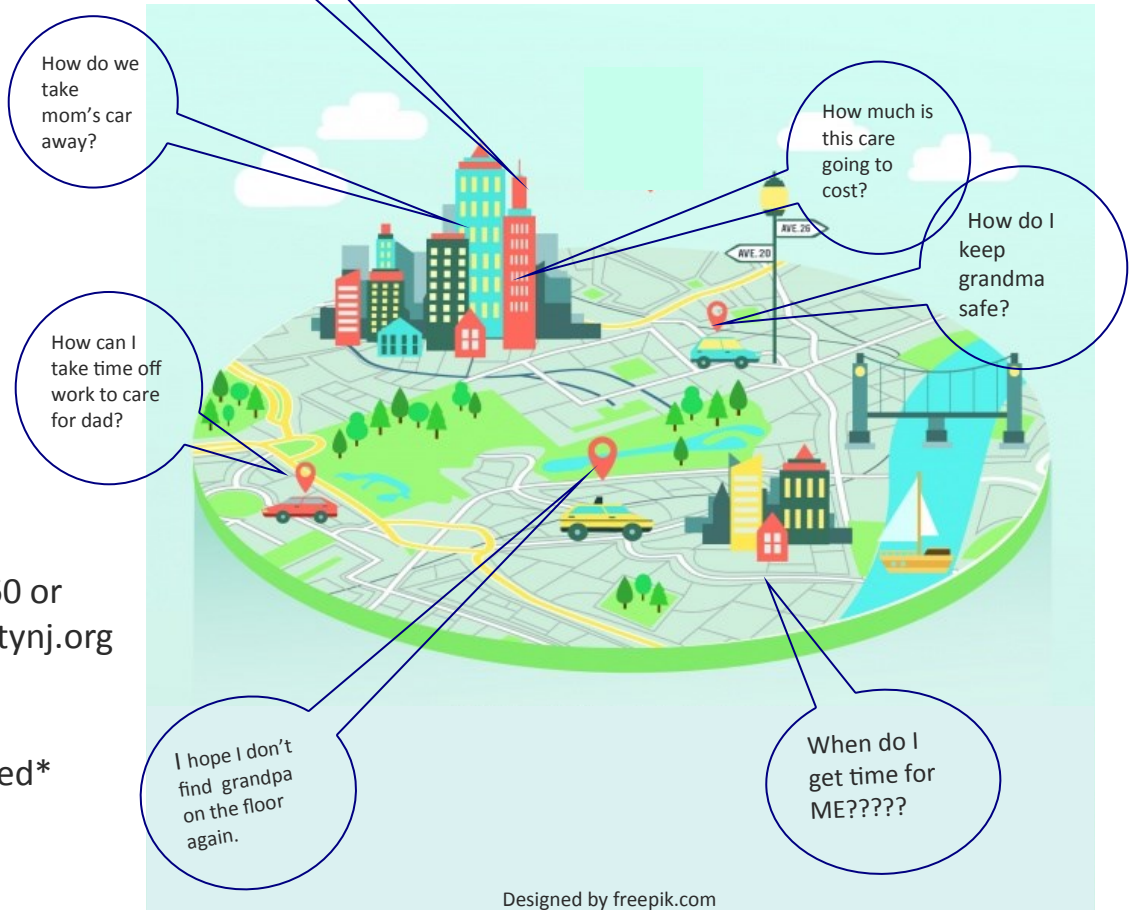 How do we
take
mom's car
away?
How much is
this care
going to
cost?
How do I
keep
grandma
safe?
AVE.26
AVE.20
How can I
take time off
work to care
for dad?
60 or
tynj.org
ed*
I hope I don't
find grandpa
on the floor
again.
When do I
get time for
ME?????
Designed by freepik.com